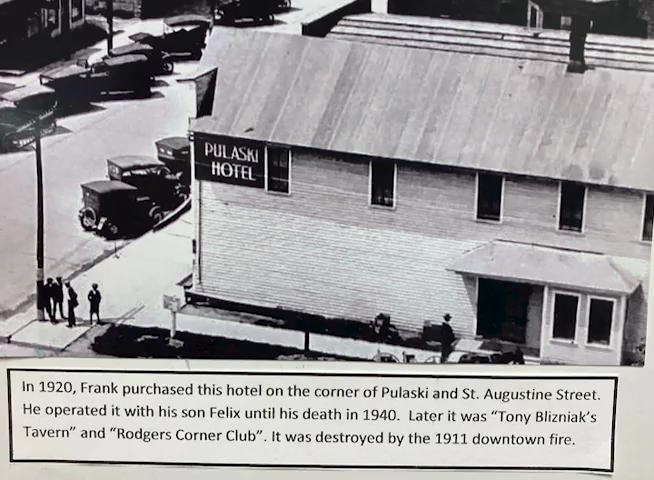 PULASKI
HOTEL
In 1920, Frank purchased this hotel on the corner of Pulaski and St. Augustine Street.
He operated it with his son Felix until his death in 1940.  Later it was “Tony Blizniak’s
Tavern” and “Rodgers Corner Club”. It was destroyed by the 1911 downtown fire.